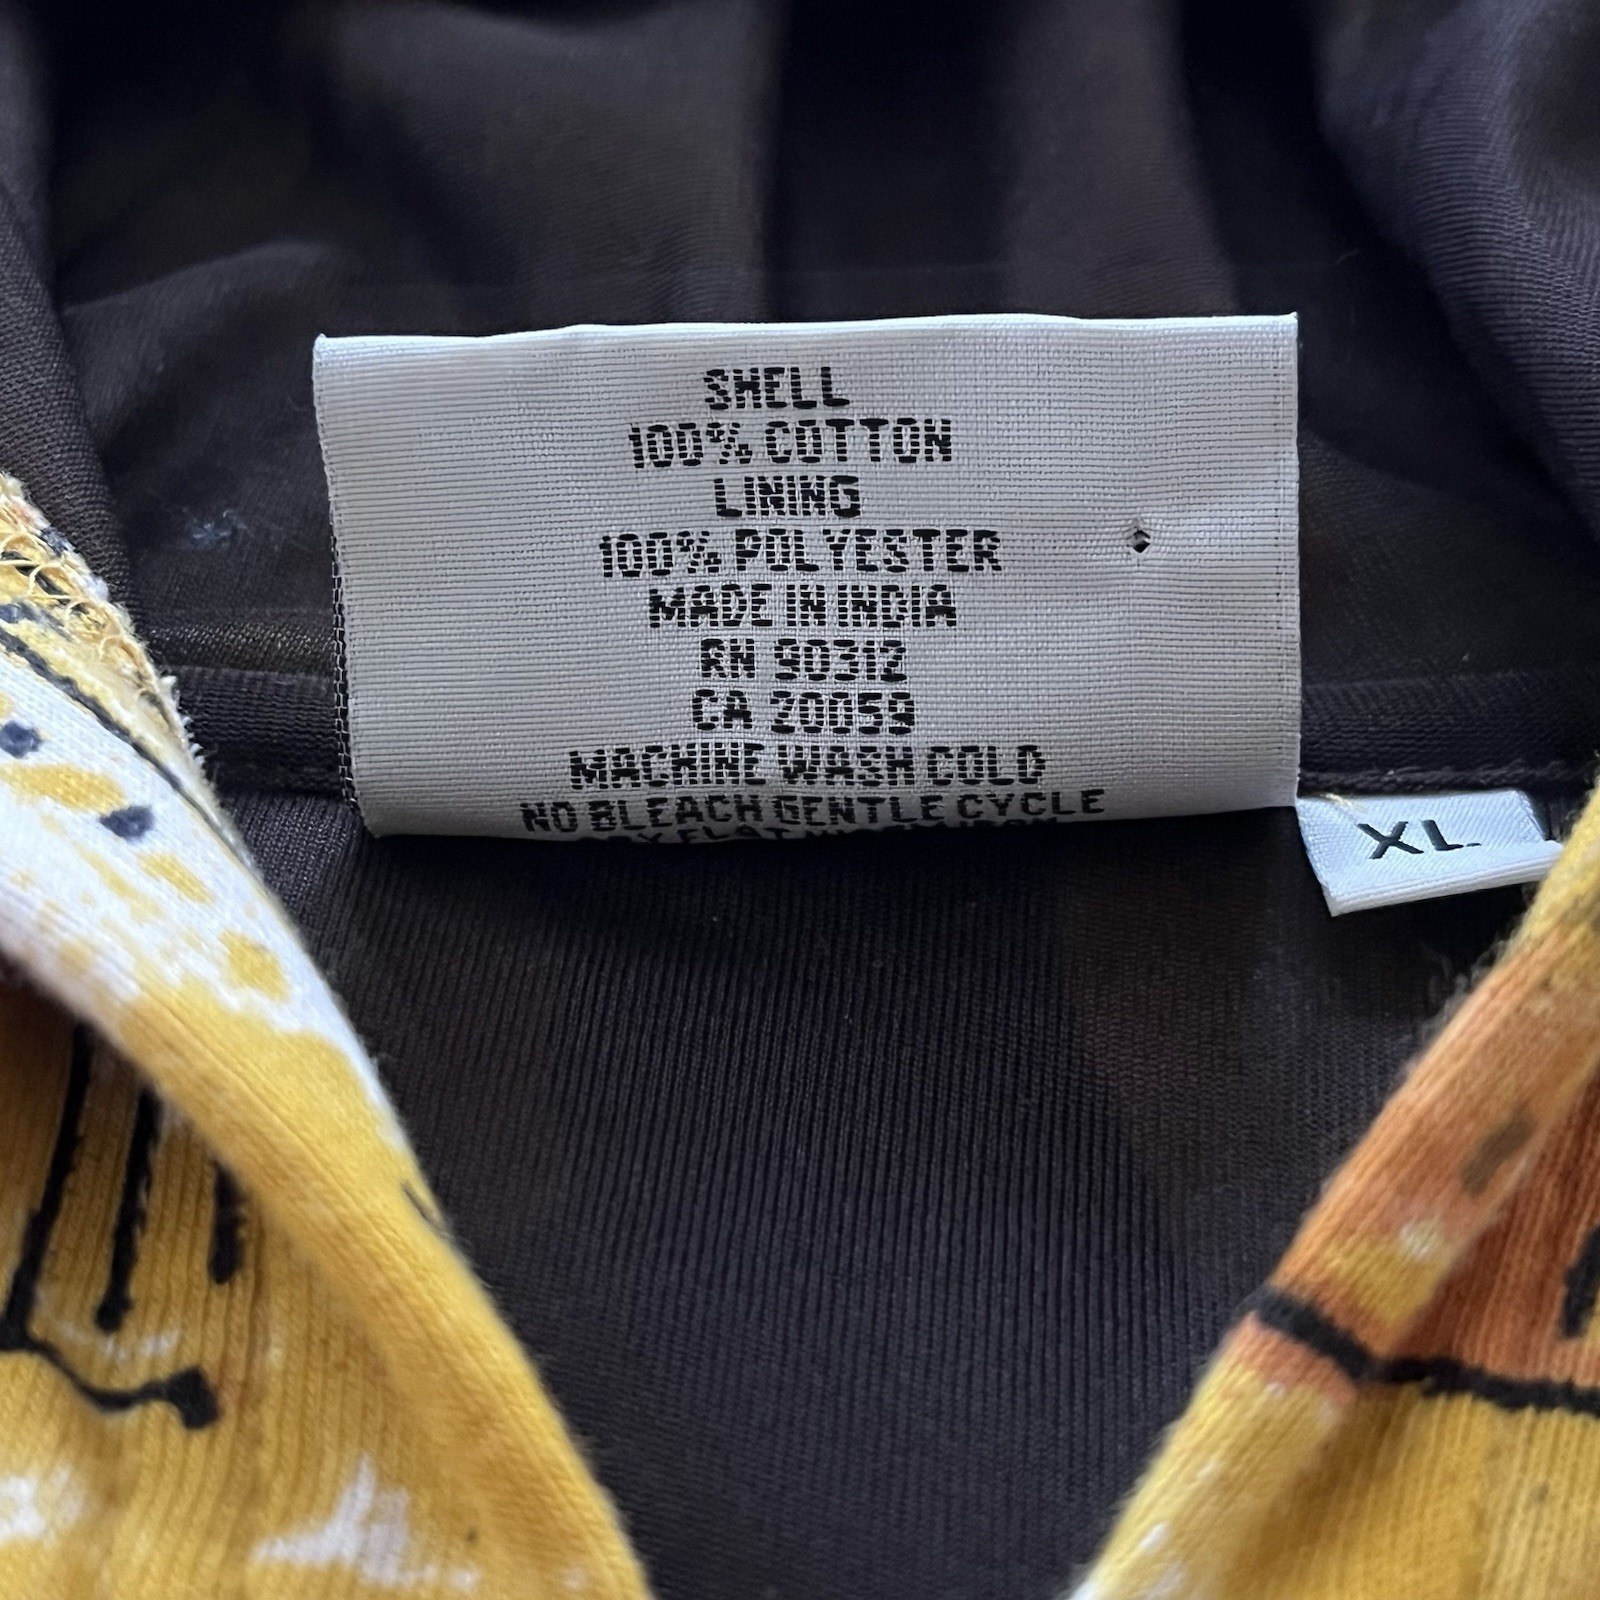 SHELL
100% COTTON
LINING
100% POLYESTER
MADE IN INDIA
RN 90312
CA 20059
MACHINE WASH COLD
NO BLEACH GENTLE CYCLE
FLAT
XL